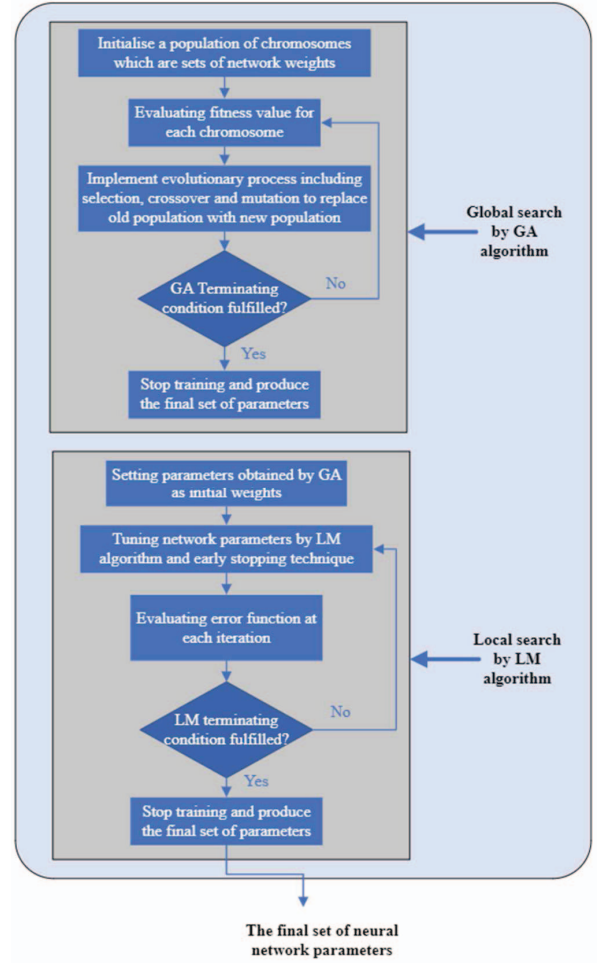 Initialise a population of chromosomes
which are sets of network weights
Evaluating fitness value for
each chromosome
Implement evolutionary process including
selection, crossover and mutation to replace
old population with new population
Global search
by GA
algorithm
GA Terminating
condition fulfilled?
No
Yes
Stop training and produce
the final set of parameters
Setting parameters obtained by GA
as initial weights
Tuning network parameters by LM
algorithm and early stopping technique
Evaluating error function at
each iteration
Local search
by LM
algorithm
LM terminating
condition fulfilled?
No
Yes
Stop training and produce
the final set of parameters
The final set of neural
network parameters